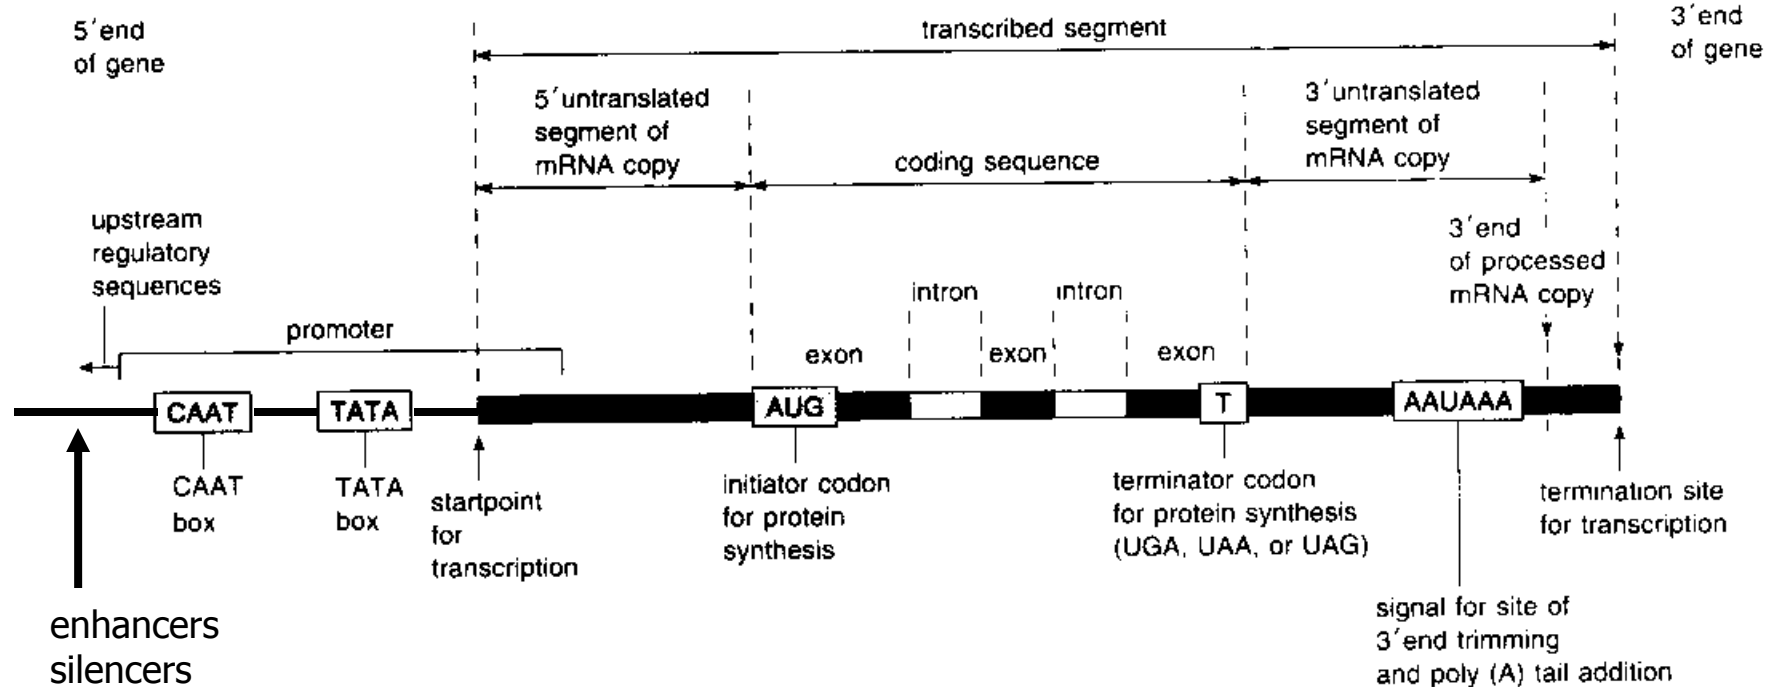 5′end
of gene
transcribed segment
3′end
of gene
5′untranslated
segment of
mRNA copy
coding sequence
3′untranslated
segment of
mRNA copy
upstream
regulatory
sequences
3′end
of processed
mRNA copy
promoter
exon
intron
exon
intron
exon
CAAT
TATA
AUG
T
AAUAAA
CAAT
box
TATA
box
startpoint
for
transcription
initiator codon
for protein
synthesis
terminator codon
for protein synthesis
(UGA, UAA, or UAG)
termination site
for transcription
signal for site of
3′end trimming
and poly (A) tail addition
enhancers
silencers